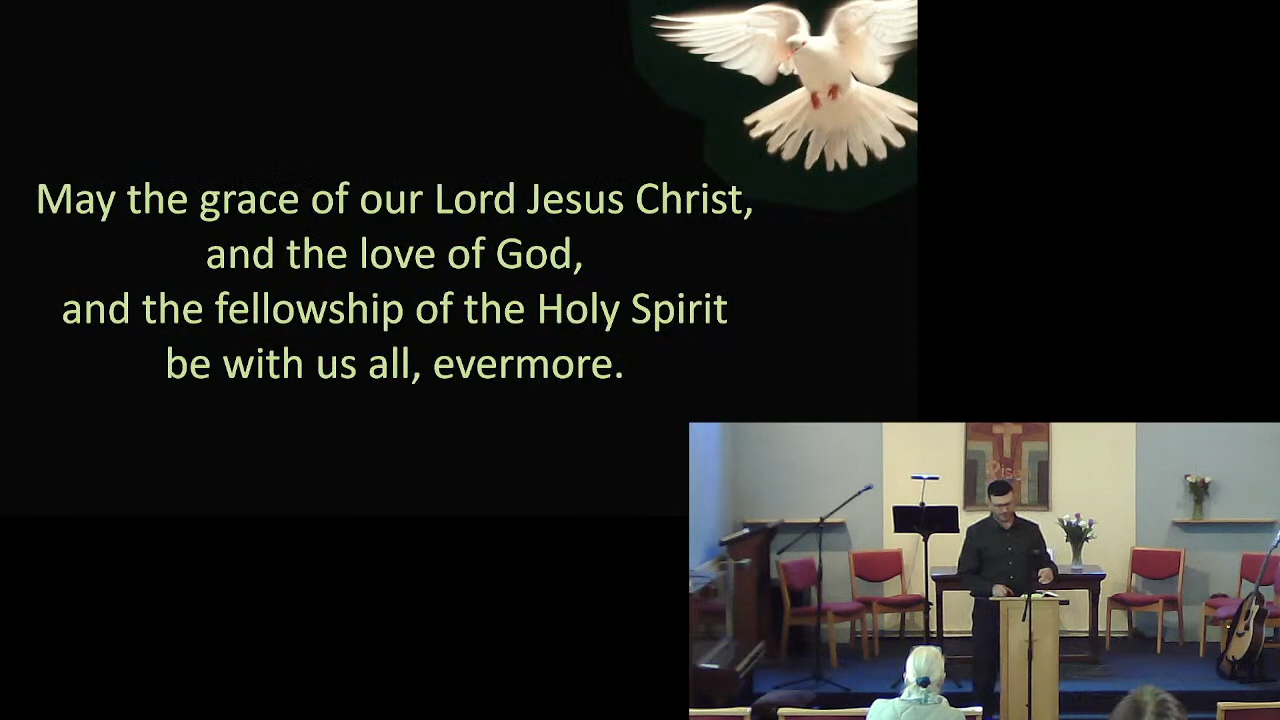 May the grace of our Lord Jesus Christ,
and the love of God,
and the fellowship of the Holy Spirit
be with us all, evermore.